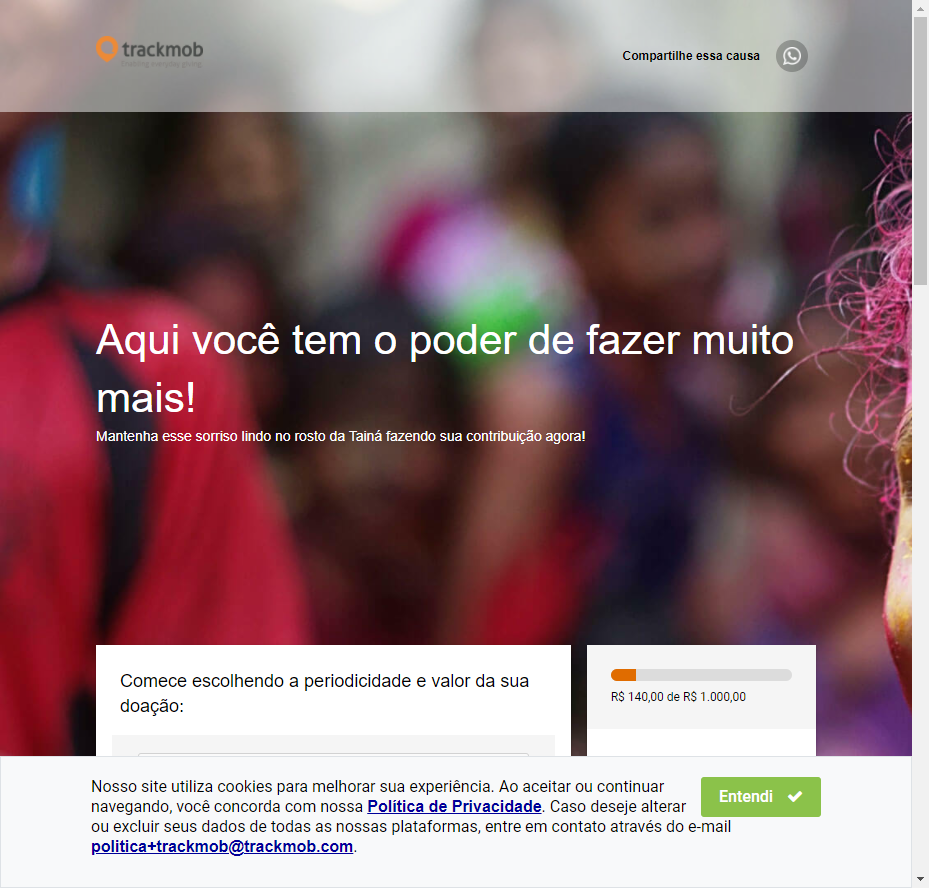 trackmob
enabling everyday giving
Compartilhe essa causa
Aqui você tem o poder de fazer muito
mais!
Mantenha esse sorriso lindo no rosto da Tainá fazendo sua contribuição agora!
Comece escolhendo a periodicidade e valor da sua
doação:
R$ 140,00 de R$ 1.000,00
Nosso site utiliza cookies para melhorar sua experiência. Ao aceitar ou continuar
navegando, você concorda com nossa Política de Privacidade. Caso deseje alterar
ou excluir seus dados de todas as nossas plataformas, entre em contato através do e-mail
politica+trackmob@trackmob.com.
Entendi